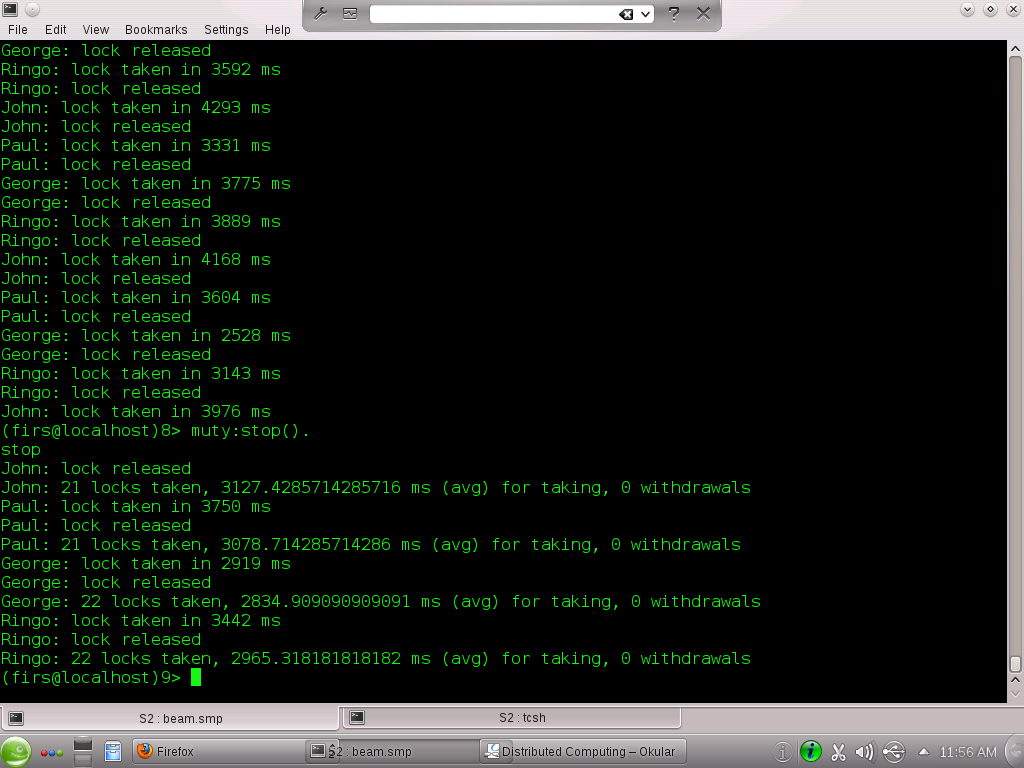 File Edit View Bookmarks Settings Help
George: lock released
Ringo: lock taken in 3592 ms
Ringo: lock released
John: lock taken in 4293 ms
John: lock released
Paul: lock taken in 3331 ms
Paul: lock released
George: lock taken in 3775 ms
George: lock released
Ringo: lock taken in 3889 ms
Ringo: lock released
John: lock taken in 4168 ms
John: lock released
Paul: lock taken in 3604 ms
Paul: lock released
George: lock taken in 2528 ms
George: lock released
Ringo: lock taken in 3143 ms
Ringo: lock released
John: lock taken in 3976 ms
(firs@localhost)8> muty:stop().
stop
John: lock released
John: 21 locks taken, 3127.4285714285716 ms (avg) for taking, 0 withdrawals
Paul: lock taken in 3750 ms
Paul: lock released
Paul: 21 locks taken, 3078.714285714286 ms (avg) for taking, 0 withdrawals
George: lock taken in 2919 ms
George: lock released
George: 22 locks taken, 2834.909090909091 ms (avg) for taking, 0 withdrawals
Ringo: lock taken in 3442 ms
Ringo: lock released
Ringo: 22 locks taken, 2965.318181818182 ms (avg) for taking, 0 withdrawals
(firs@localhost)9>
S2 : beam.smp S2 : tcsh
Firefox S2 : beam.smp Distributed Computing – Okular 11:56 AM